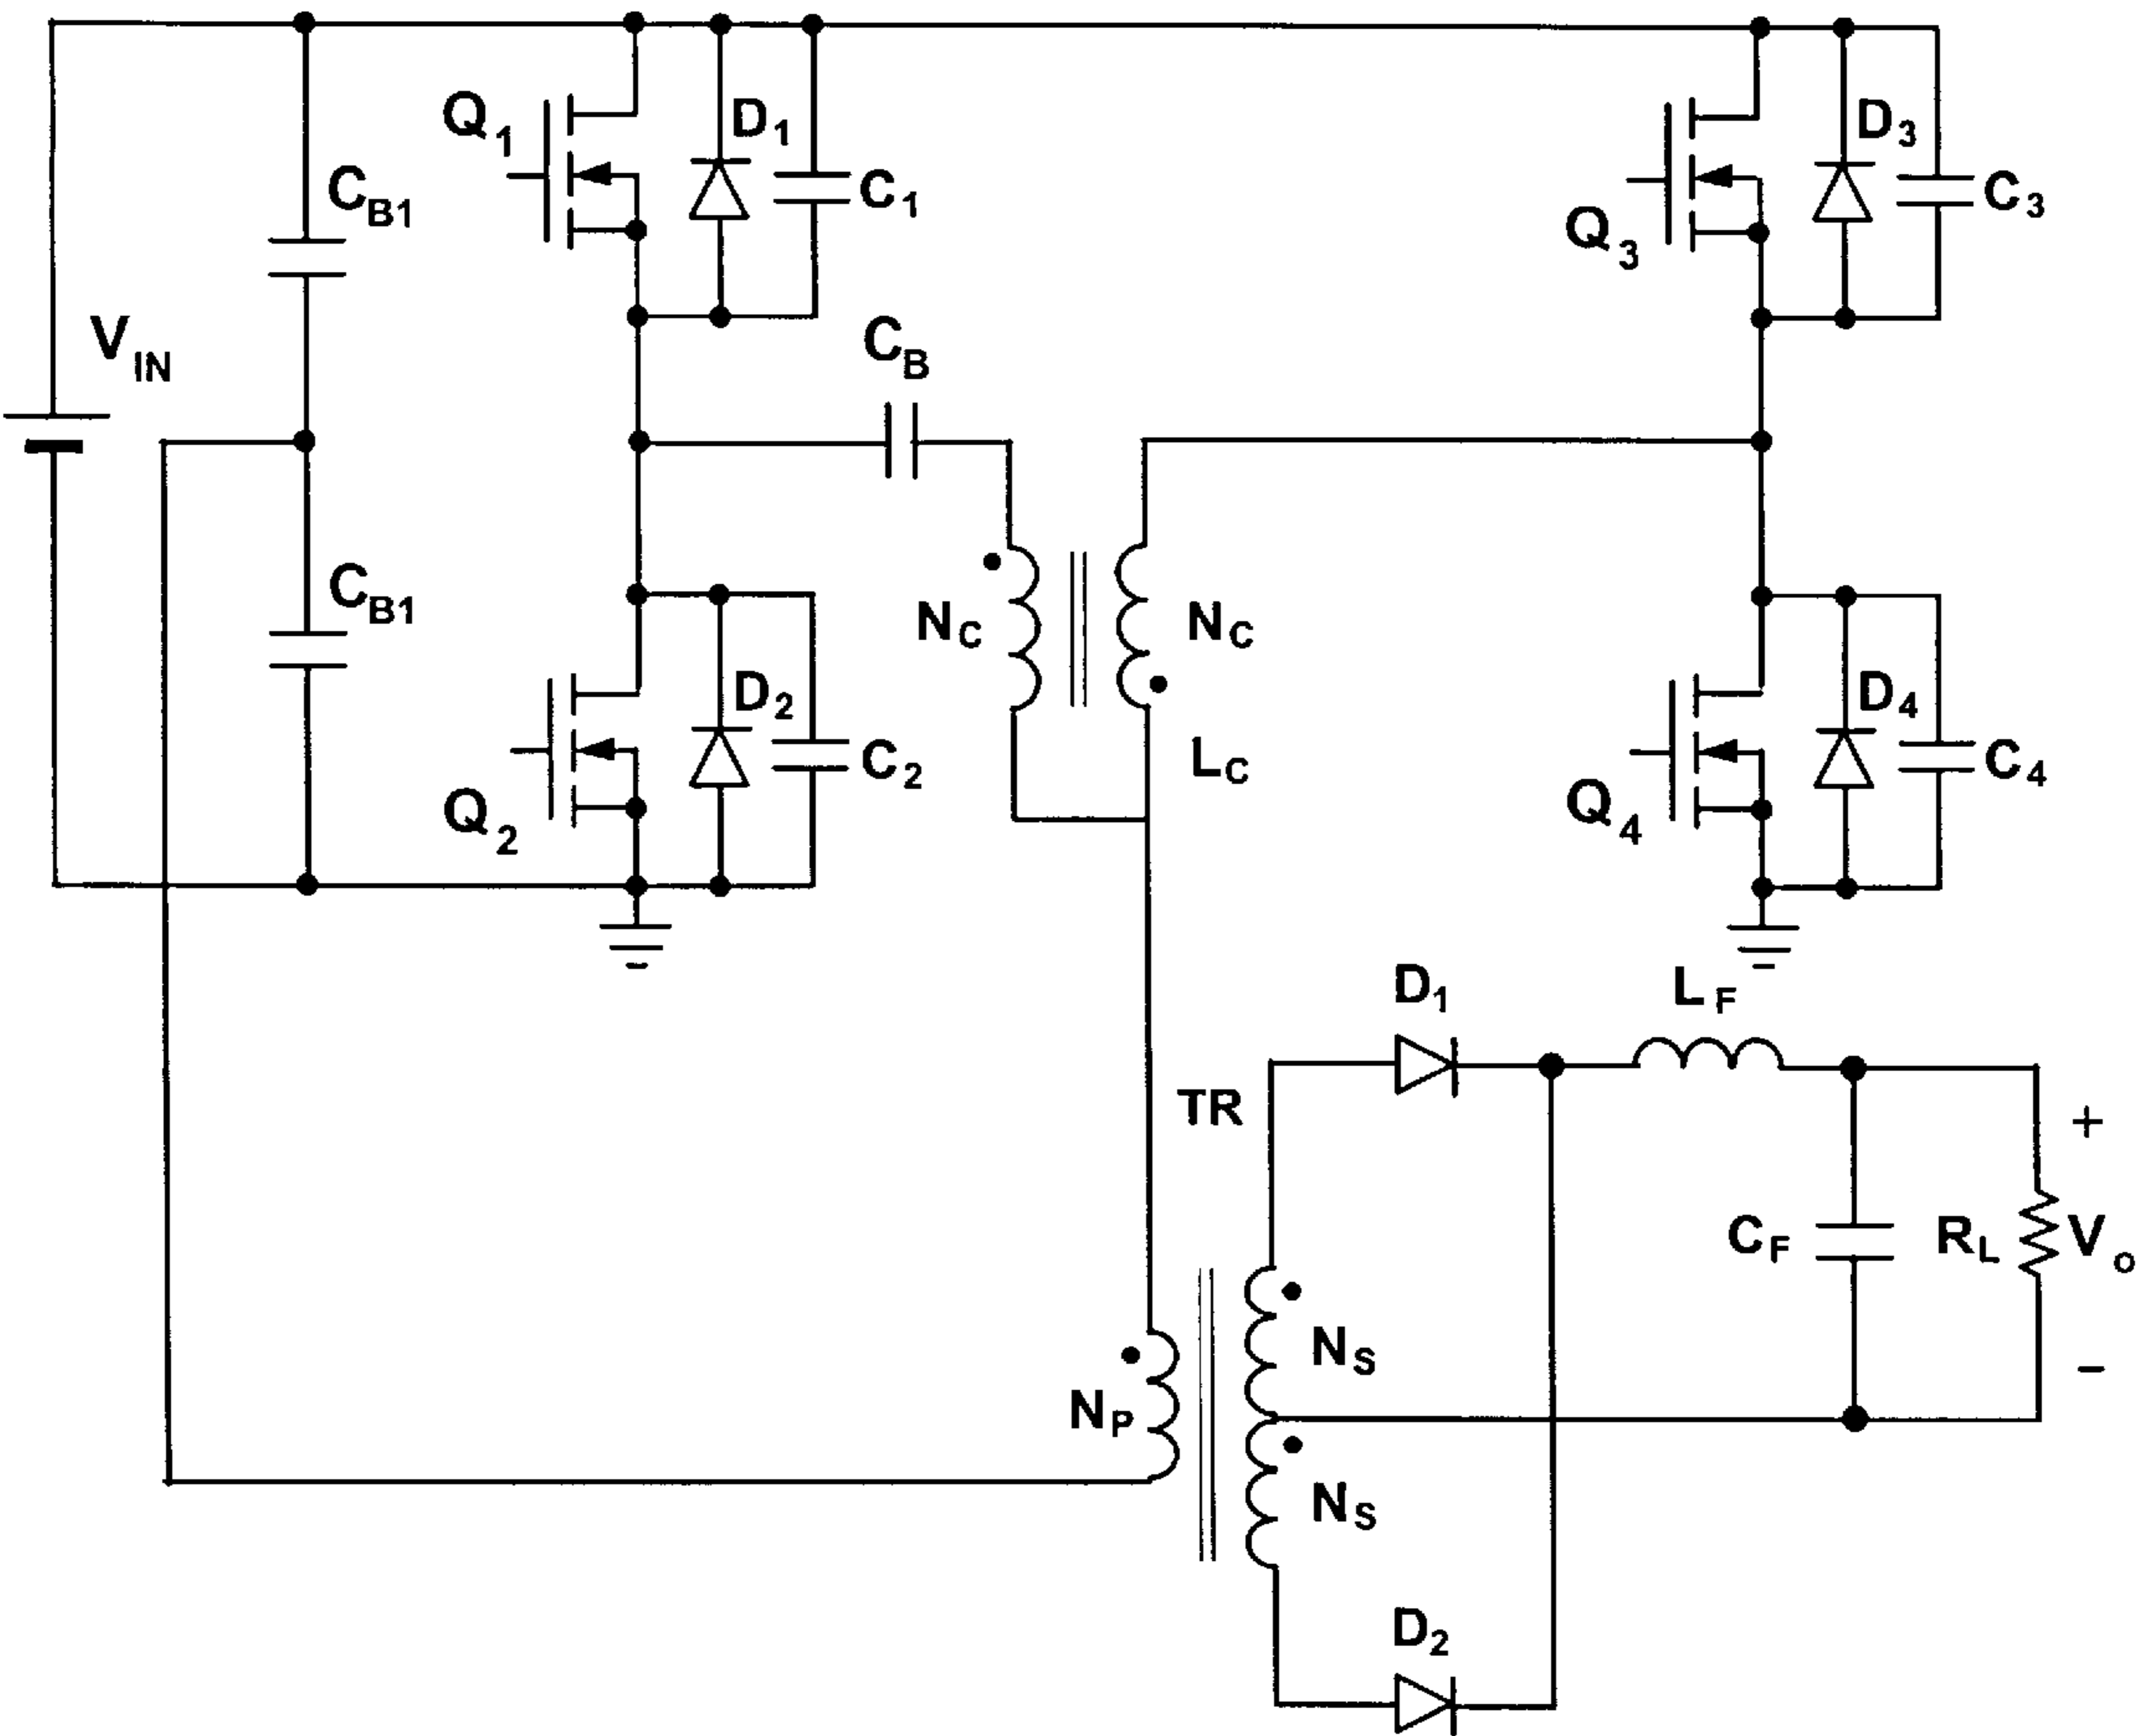 Q1
D1
C1
CB1
VIN
Q3
D3
C3
CB
CB1
NC
NC
LC
Q2
D2
C2
Q4
D4
C4
D1
LF
TR
+
CF
RL
Vo
NS
NP
−
NS
D2